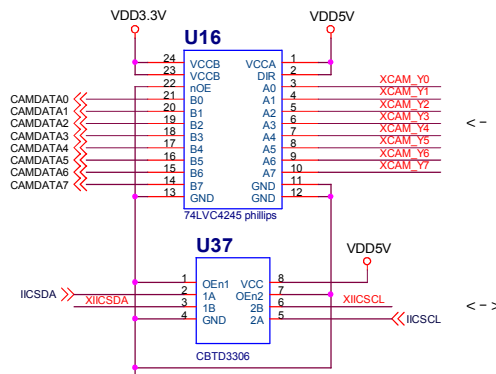 VDD3.3V VDD5V
U16
24 VCCB VCCA 1
23 VCCB DIR 2
22 nOE A0 3 XCAM_Y0
CAMDATA0 21 B0 A1 4 XCAM_Y1
CAMDATA1 20 B1 A2 5 XCAM_Y2
CAMDATA2 19 B2 A3 6 XCAM_Y3 <-
CAMDATA3 18 B3 A4 7 XCAM_Y4
CAMDATA4 17 B4 A5 8 XCAM_Y5
CAMDATA5 16 B5 A6 9 XCAM_Y6
CAMDATA6 15 B6 A7 10 XCAM_Y7
CAMDATA7 14 B7 GND 11
13 GND GND 12
74LVC4245 phillips
U37
VDD5V
1 OEn1 VCC 8
IICSDA 2 1A OEn2 7
XIICSDA 3 1B 2B 6 XIICSCL <->
4 GND 2A 5 IICSCL
CBTD3306